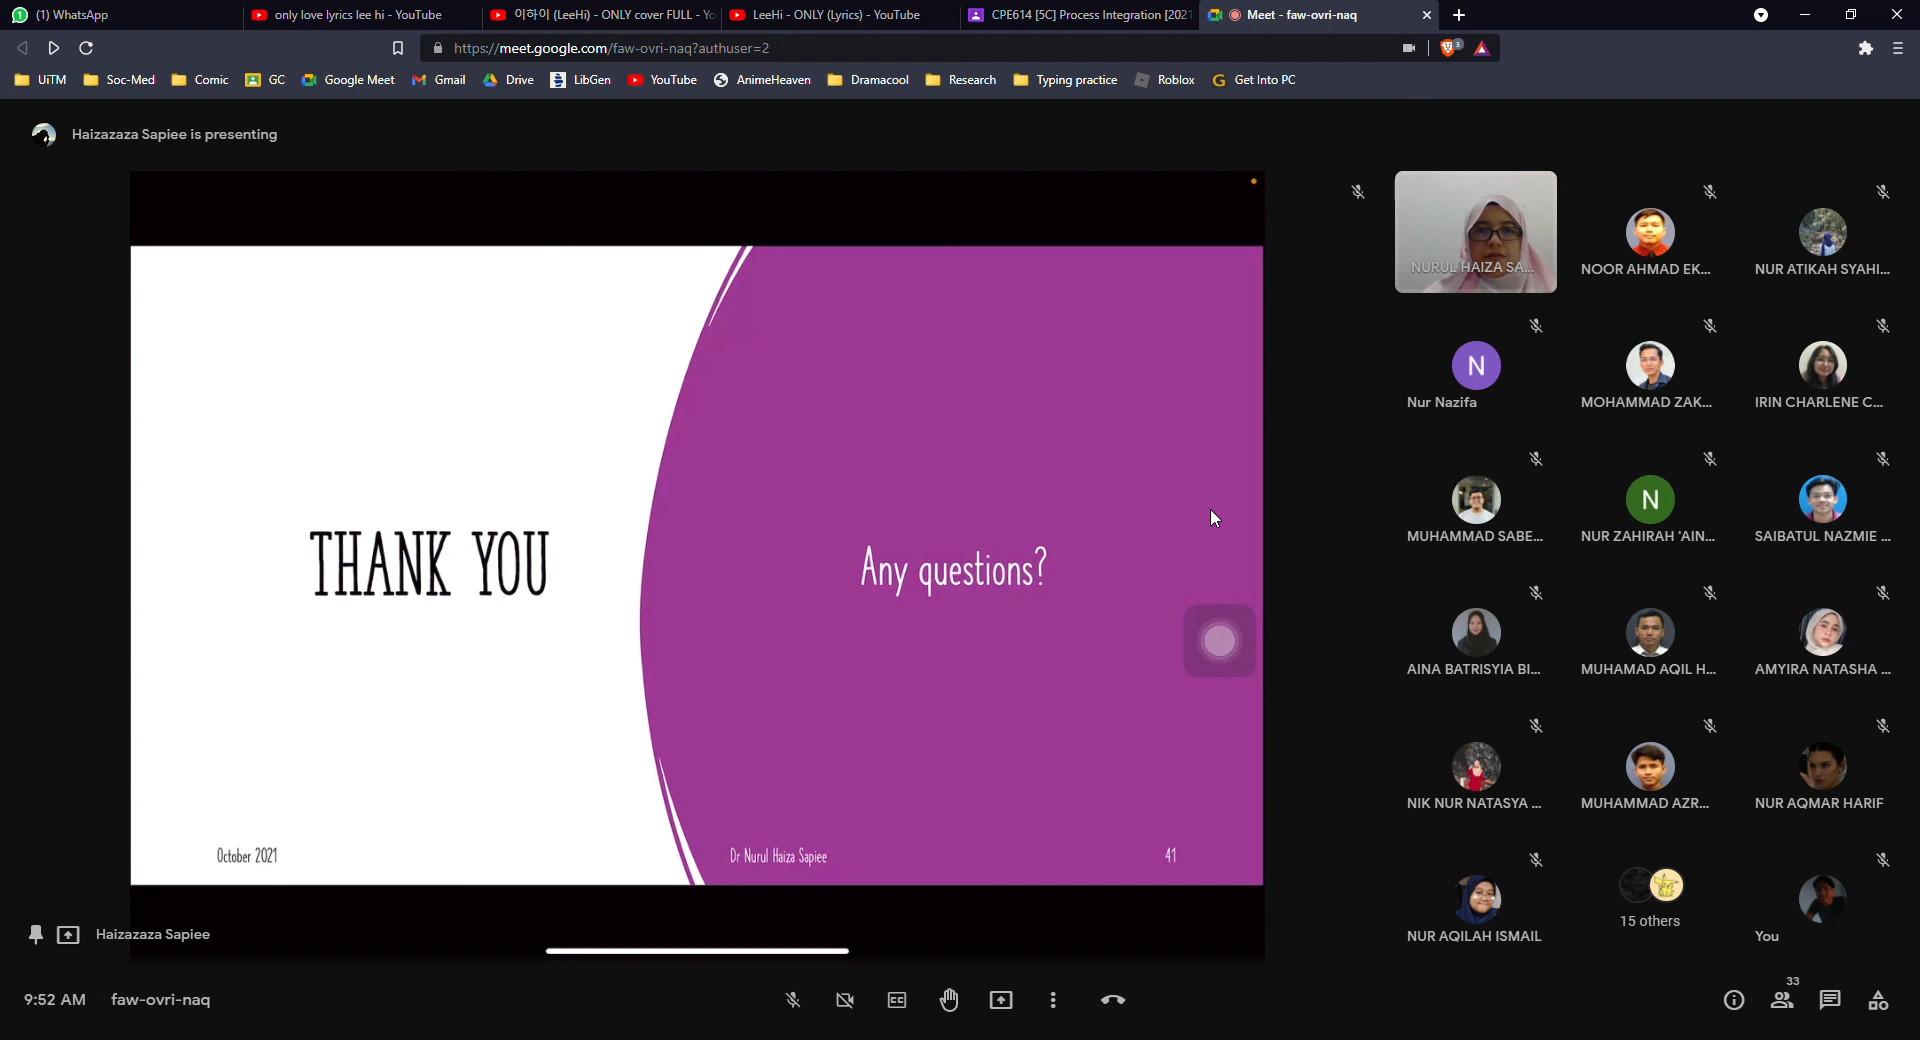 (1) WhatsApp
only love lyrics lee hi - YouTube
이하이 (LeeHi) - ONLY cover FULL - Yo
LeeHi - ONLY (Lyrics) - YouTube
CPE614 [5C] Process Integration [2021
Meet - faw-ovri-naq
https://meet.google.com/faw-ovri-naq?authuser=2
3
UiTM
Soc-Med
Comic
GC
Google Meet
Gmail
Drive
LibGen
YouTube
AnimeHeaven
Dramacool
Research
Typing practice
Roblox
Get Into PC
Haizazaza Sapiee is presenting
THANK YOU
Any questions?
October 2021
Dr Nurul Haiza Sapiee
41
NURUL HAIZA SA...
NOOR AHMAD EK...
NUR ATIKAH SYAHI...
N
Nur Nazifa
MOHAMMAD ZAK...
IRIN CHARLENE C...
MUHAMMAD SABE...
N
NUR ZAHIRAH 'AIN...
SAIBATUL NAZMIE ...
AINA BATRISYIA BI...
MUHAMAD AQIL H...
AMYIRA NATASHA ...
NIK NUR NATASYA ...
MUHAMMAD AZR...
NUR AQMAR HARIF
NUR AQILAH ISMAIL
15 others
You
Haizazaza Sapiee
9:52 AM
faw-ovri-naq
33